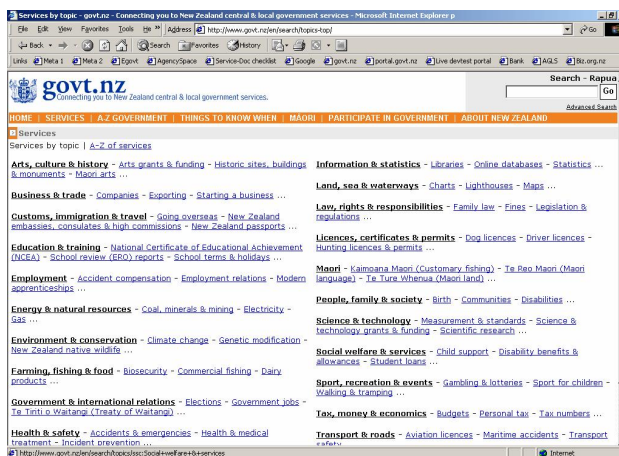 Services by topic - govt.nz - Connecting you to New Zealand central & local government services - Microsoft Internet Explorer p
File Edit View Favorites Tools He » Address http://www.govt.nz/en/search/topics-top/ Go
Back Search Favorites History
Links Meta 1 Meta 2 Egovt AgencySpace Service-Doc checklist Google govt.nz portal.govt.nz Live devtest portal Bank AGLS Biz.org.nz
govt.nz
Connecting you to New Zealand central & local government services.
Search - Rapua
Go
Advanced Search
HOME | SERVICES | A-Z GOVERNMENT | THINGS TO KNOW WHEN | MĀORI | PARTICIPATE IN GOVERNMENT | ABOUT NEW ZEALAND
Services
Services by topic | A-Z of services
Arts, culture & history - Arts grants & funding - Historic sites, buildings
& monuments - Maori arts ...
Business & trade - Companies - Exporting - Starting a business ...
Customs, immigration & travel - Going overseas - New Zealand
embassies, consulates & high commissions - New Zealand passports ...
Education & training - National Certificate of Educational Achievement
(NCEA) - School review (ERO) reports - School terms & holidays ...
Employment - Accident compensation - Employment relations - Modern
apprenticeships ...
Energy & natural resources - Coal, minerals & mining - Electricity -
Gas ...
Environment & conservation - Climate change - Genetic modification -
New Zealand native wildlife ...
Farming, fishing & food - Biosecurity - Commercial fishing - Dairy
products ...
Government & international relations - Elections - Government jobs -
Te Tiriti o Waitangi (Treaty of Waitangi) ...
Health & safety - Accidents & emergencies - Health & medical
treatment - Incident prevention ...
Information & statistics - Libraries - Online databases - Statistics ...
Land, sea & waterways - Charts - Lighthouses - Maps ...
Law, rights & responsibilities - Family law - Fines - Legislation &
regulations ...
Licences, certificates & permits - Dog licences - Driver licences -
Hunting licences & permits ...
Maori - Kaimoana Maori (Customary fishing) - Te Reo Maori (Maori
language) - Te Ture Whenua (Maori land) ...
People, family & society - Birth - Communities - Disabilities ...
Science & technology - Measurement & standards - Science &
technology grants & funding - Scientific research ...
Social welfare & services - Child support - Disability benefits &
allowances - Student loans ...
Sport, recreation & events - Gambling & lotteries - Sport for children -
Walking & tramping ...
Tax, money & economics - Budgets - Personal tax - Tax numbers ...
Transport & roads - Aviation licences - Maritime accidents - Transport
safety
http://www.govt.nz/en/search/topics/ssc:Social+welfare+&+services Internet